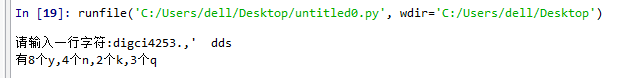 In [19]: runfile('C:/Users/dell/Desktop/untitled0.py', wdir='C:/Users/dell/Desktop')
请输入一行字符:digci4253.,'  dds
有8个y,4个n,2个k,3个q